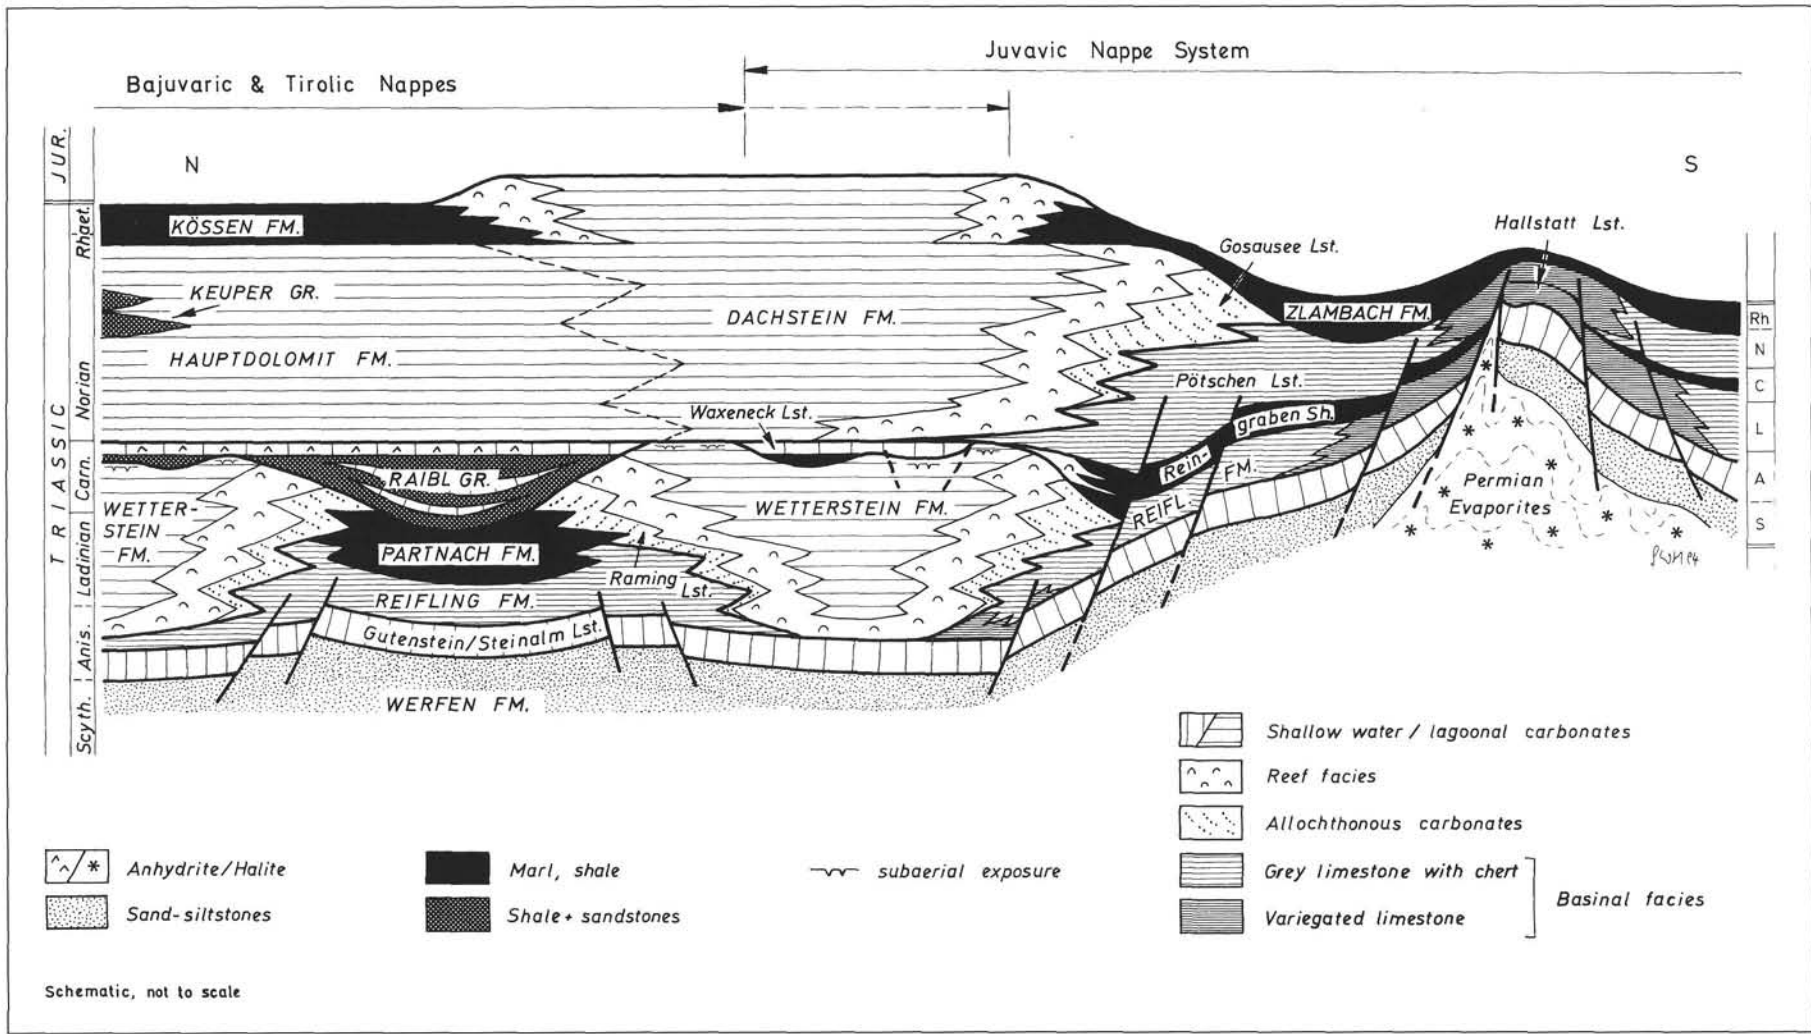 Juvavic Nappe System
Bajuvaric & Tirolic Nappes
JUR.
N
S
TRIASSIC
Rhaet.
Norian
Carn.
Ladinian
Anis.
Scyth.
KÖSSEN FM.
KEUPER GR.
HAUPTDOLOMIT FM.
DACHSTEIN FM.
Gosausee Lst.
Hallstatt Lst.
ZLAMBACH FM.
Pötschen Lst.
Waxeneck Lst.
graben Sh.
Rein-
RAIBL GR.
WETTER-
STEIN
FM.
WETTERSTEIN FM.
REIFL.
FM.
Permian
Evaporites
PARTNACH FM.
Raming
Lst.
REIFLING FM.
Gutenstein/Steinalm Lst.
WERFEN FM.
Rh
N
C
L
A
S
Shallow water / lagoonal carbonates
Reef facies
Allochthonous carbonates
Grey limestone with chert
Variegated limestone
Basinal facies
Anhydrite/Halite
Sand-siltstones
Marl, shale
Shale + sandstones
subaerial exposure
Schematic, not to scale